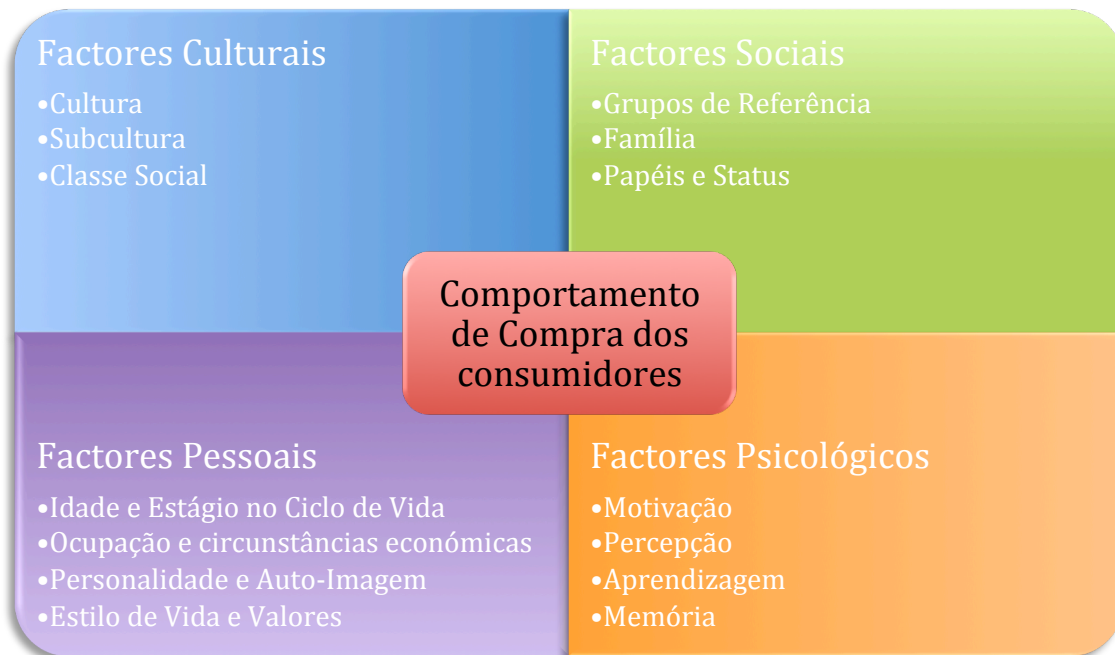 Factores Culturais
•Cultura
•Subcultura
•Classe Social
Factores Sociais
•Grupos de Referência
•Família
•Papéis e Status
Comportamento
de Compra dos
consumidores
Factores Pessoais
•Idade e Estágio no Ciclo de Vida
•Ocupação e circunstâncias económicas
•Personalidade e Auto-Imagem
•Estilo de Vida e Valores
Factores Psicológicos
•Motivação
•Percepção
•Aprendizagem
•Memória